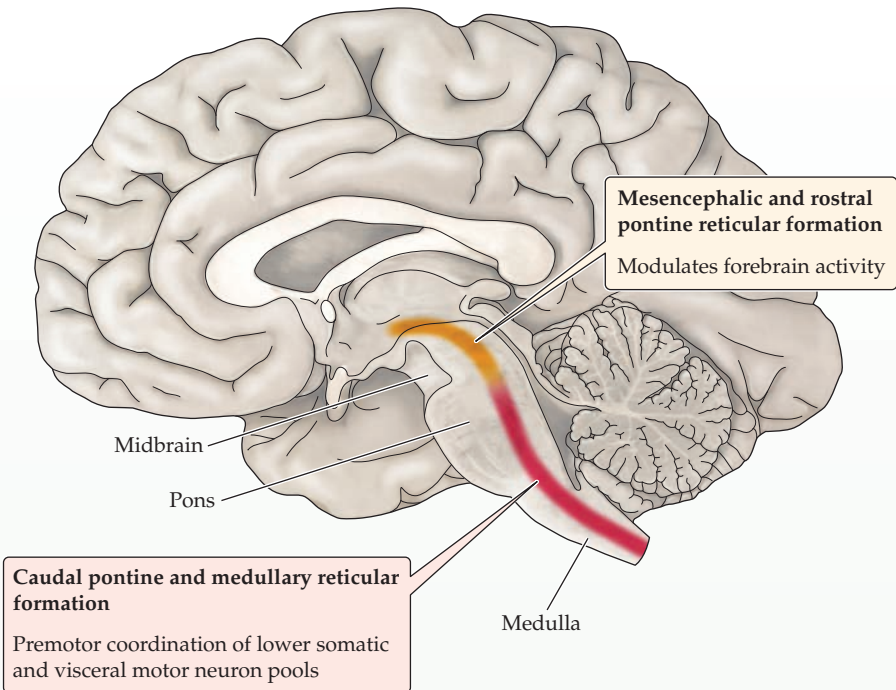 Mesencephalic and rostral
pontine reticular formation
Modulates forebrain activity
Midbrain
Pons
Caudal pontine and medullary reticular
formation
Premotor coordination of lower somatic
and visceral motor neuron pools
Medulla